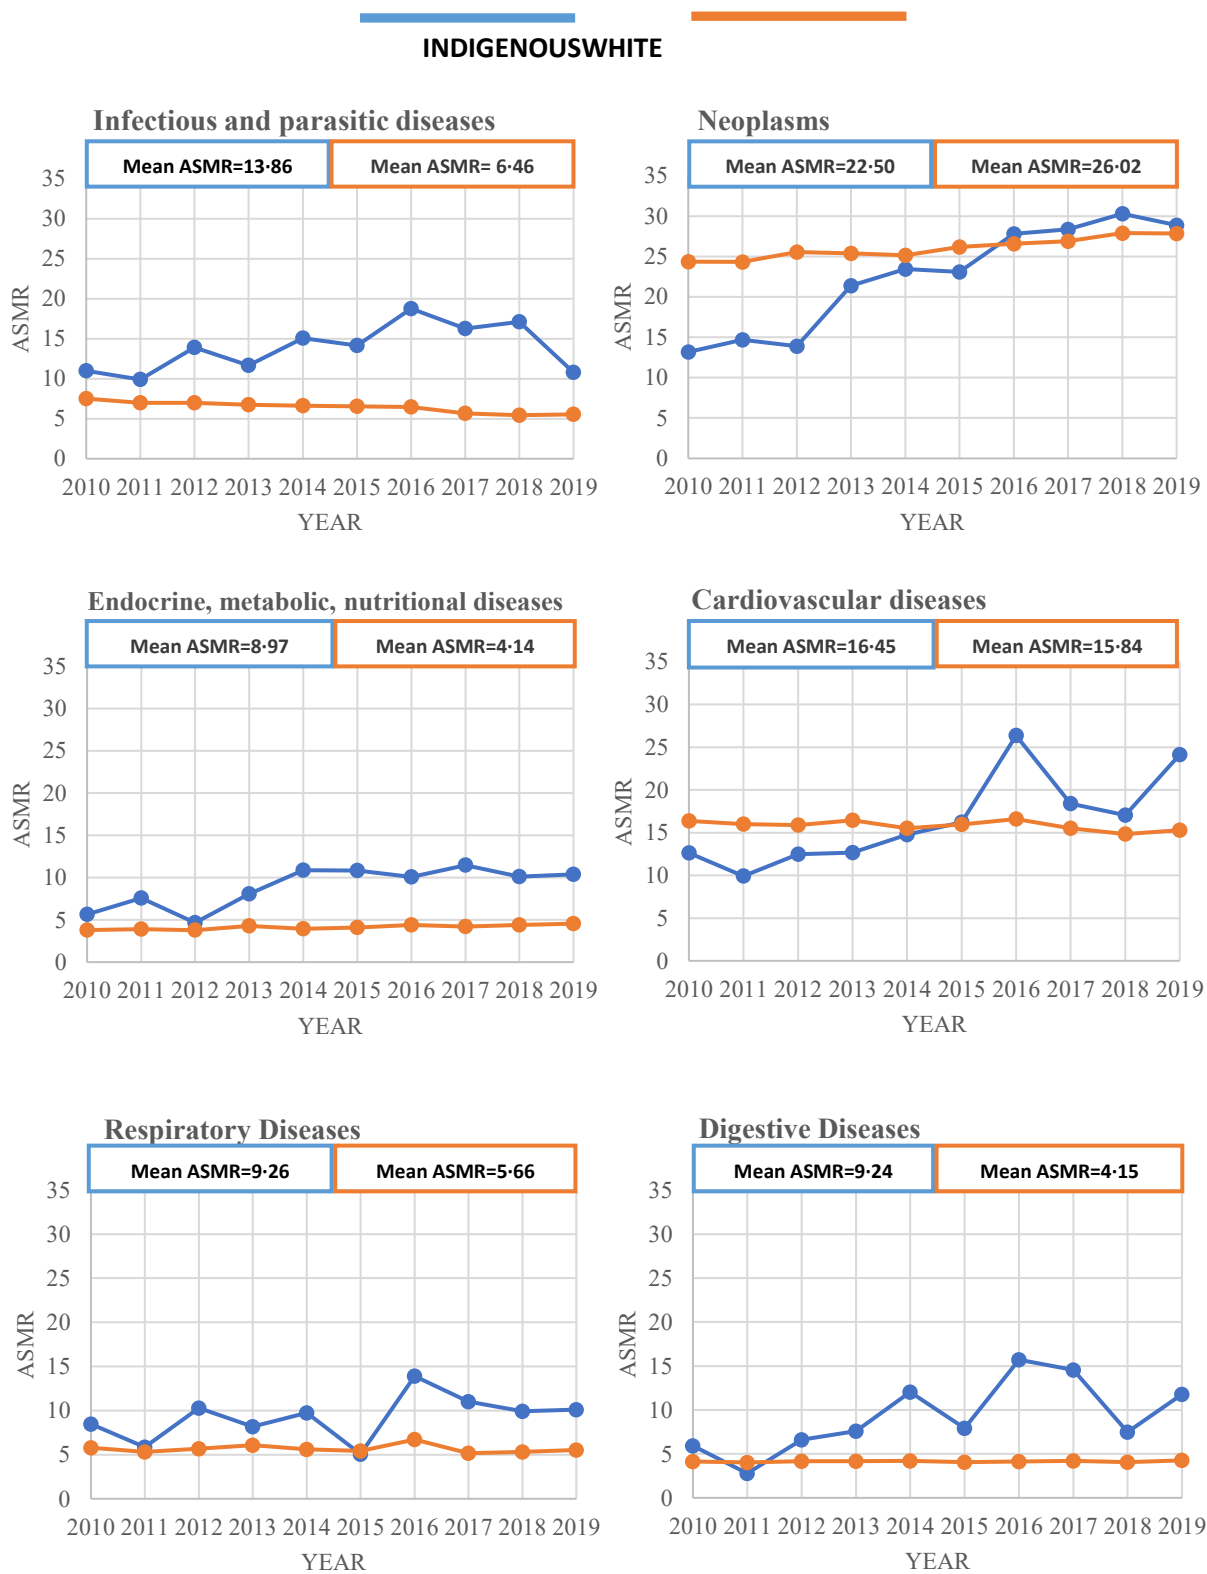 INDIGENOUSWHITE
Infectious and parasitic diseases
Mean ASMR=13·86
Mean ASMR= 6·46
35
30
25
20
15
10
5
0
ASMR
2010 2011 2012 2013 2014 2015 2016 2017 2018 2019
YEAR
Neoplasms
Mean ASMR=22·50
Mean ASMR=26·02
35
30
25
20
15
10
5
0
ASMR
2010 2011 2012 2013 2014 2015 2016 2017 2018 2019
YEAR
Endocrine, metabolic, nutritional diseases
Mean ASMR=8·97
Mean ASMR=4·14
35
30
25
20
15
10
5
0
ASMR
2010 2011 2012 2013 2014 2015 2016 2017 2018 2019
YEAR
Cardiovascular diseases
Mean ASMR=16·45
Mean ASMR=15·84
35
30
25
20
15
10
5
0
ASMR
2010 2011 2012 2013 2014 2015 2016 2017 2018 2019
YEAR
Respiratory Diseases
Mean ASMR=9·26
Mean ASMR=5·66
35
30
25
20
15
10
5
0
ASMR
2010 2011 2012 2013 2014 2015 2016 2017 2018 2019
YEAR
Digestive Diseases
Mean ASMR=9·24
Mean ASMR=4·15
35
30
25
20
15
10
5
0
ASMR
2010 2011 2012 2013 2014 2015 2016 2017 2018 2019
YEAR